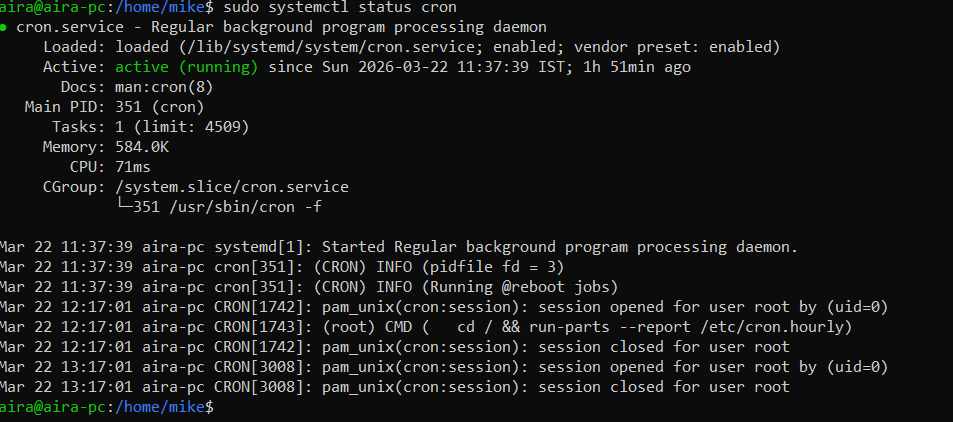 aira@aira-pc:/home/mike$ sudo systemctl status cron
● cron.service - Regular background program processing daemon
     Loaded: loaded (/lib/systemd/system/cron.service; enabled; vendor preset: enabled)
     Active: active (running) since Sun 2026-03-22 11:37:39 IST; 1h 51min ago
       Docs: man:cron(8)
   Main PID: 351 (cron)
      Tasks: 1 (limit: 4509)
     Memory: 584.0K
        CPU: 71ms
     CGroup: /system.slice/cron.service
             └─351 /usr/sbin/cron -f

Mar 22 11:37:39 aira-pc systemd[1]: Started Regular background program processing daemon.
Mar 22 11:37:39 aira-pc cron[351]: (CRON) INFO (pidfile fd = 3)
Mar 22 11:37:39 aira-pc cron[351]: (CRON) INFO (Running @reboot jobs)
Mar 22 12:17:01 aira-pc CRON[1742]: pam_unix(cron:session): session opened for user root by (uid=0)
Mar 22 12:17:01 aira-pc CRON[1743]: (root) CMD (   cd / && run-parts --report /etc/cron.hourly)
Mar 22 12:17:01 aira-pc CRON[1742]: pam_unix(cron:session): session closed for user root
Mar 22 13:17:01 aira-pc CRON[3008]: pam_unix(cron:session): session opened for user root by (uid=0)
Mar 22 13:17:01 aira-pc CRON[3008]: pam_unix(cron:session): session closed for user root
aira@aira-pc:/home/mike$